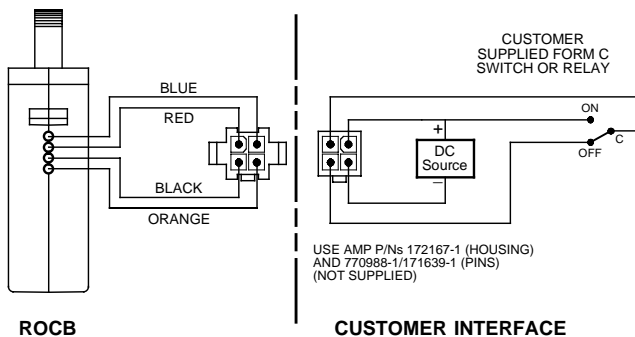 CUSTOMER
SUPPLIED FORM C
SWITCH OR RELAY
BLUE
RED
BLACK
ORANGE
ON
C
OFF
+
DC
Source
–
USE AMP P/Ns 172167-1 (HOUSING)
AND 770988-1/171639-1 (PINS)
(NOT SUPPLIED)
ROCB
CUSTOMER INTERFACE